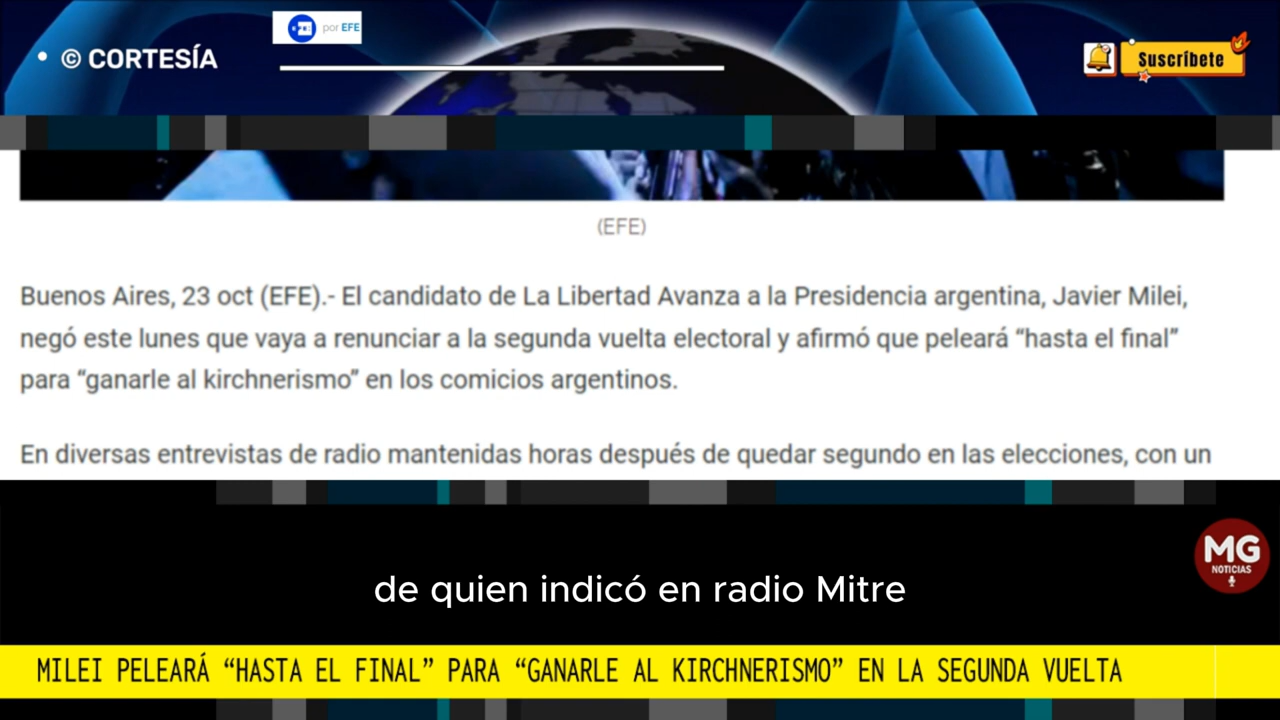 • © CORTESÍA
por EFE
Suscríbete
(EFE)
Buenos Aires, 23 oct (EFE).- El candidato de La Libertad Avanza a la Presidencia argentina, Javier Milei,
negó este lunes que vaya a renunciar a la segunda vuelta electoral y afirmó que peleará “hasta el final”
para “ganarle al kirchnerismo” en los comicios argentinos.
En diversas entrevistas de radio mantenidas horas después de quedar segundo en las elecciones, con un
MG
NOTICIAS
de quien indicó en radio Mitre
MILEI PELEARÁ “HASTA EL FINAL” PARA “GANARLE AL KIRCHNERISMO” EN LA SEGUNDA VUELTA